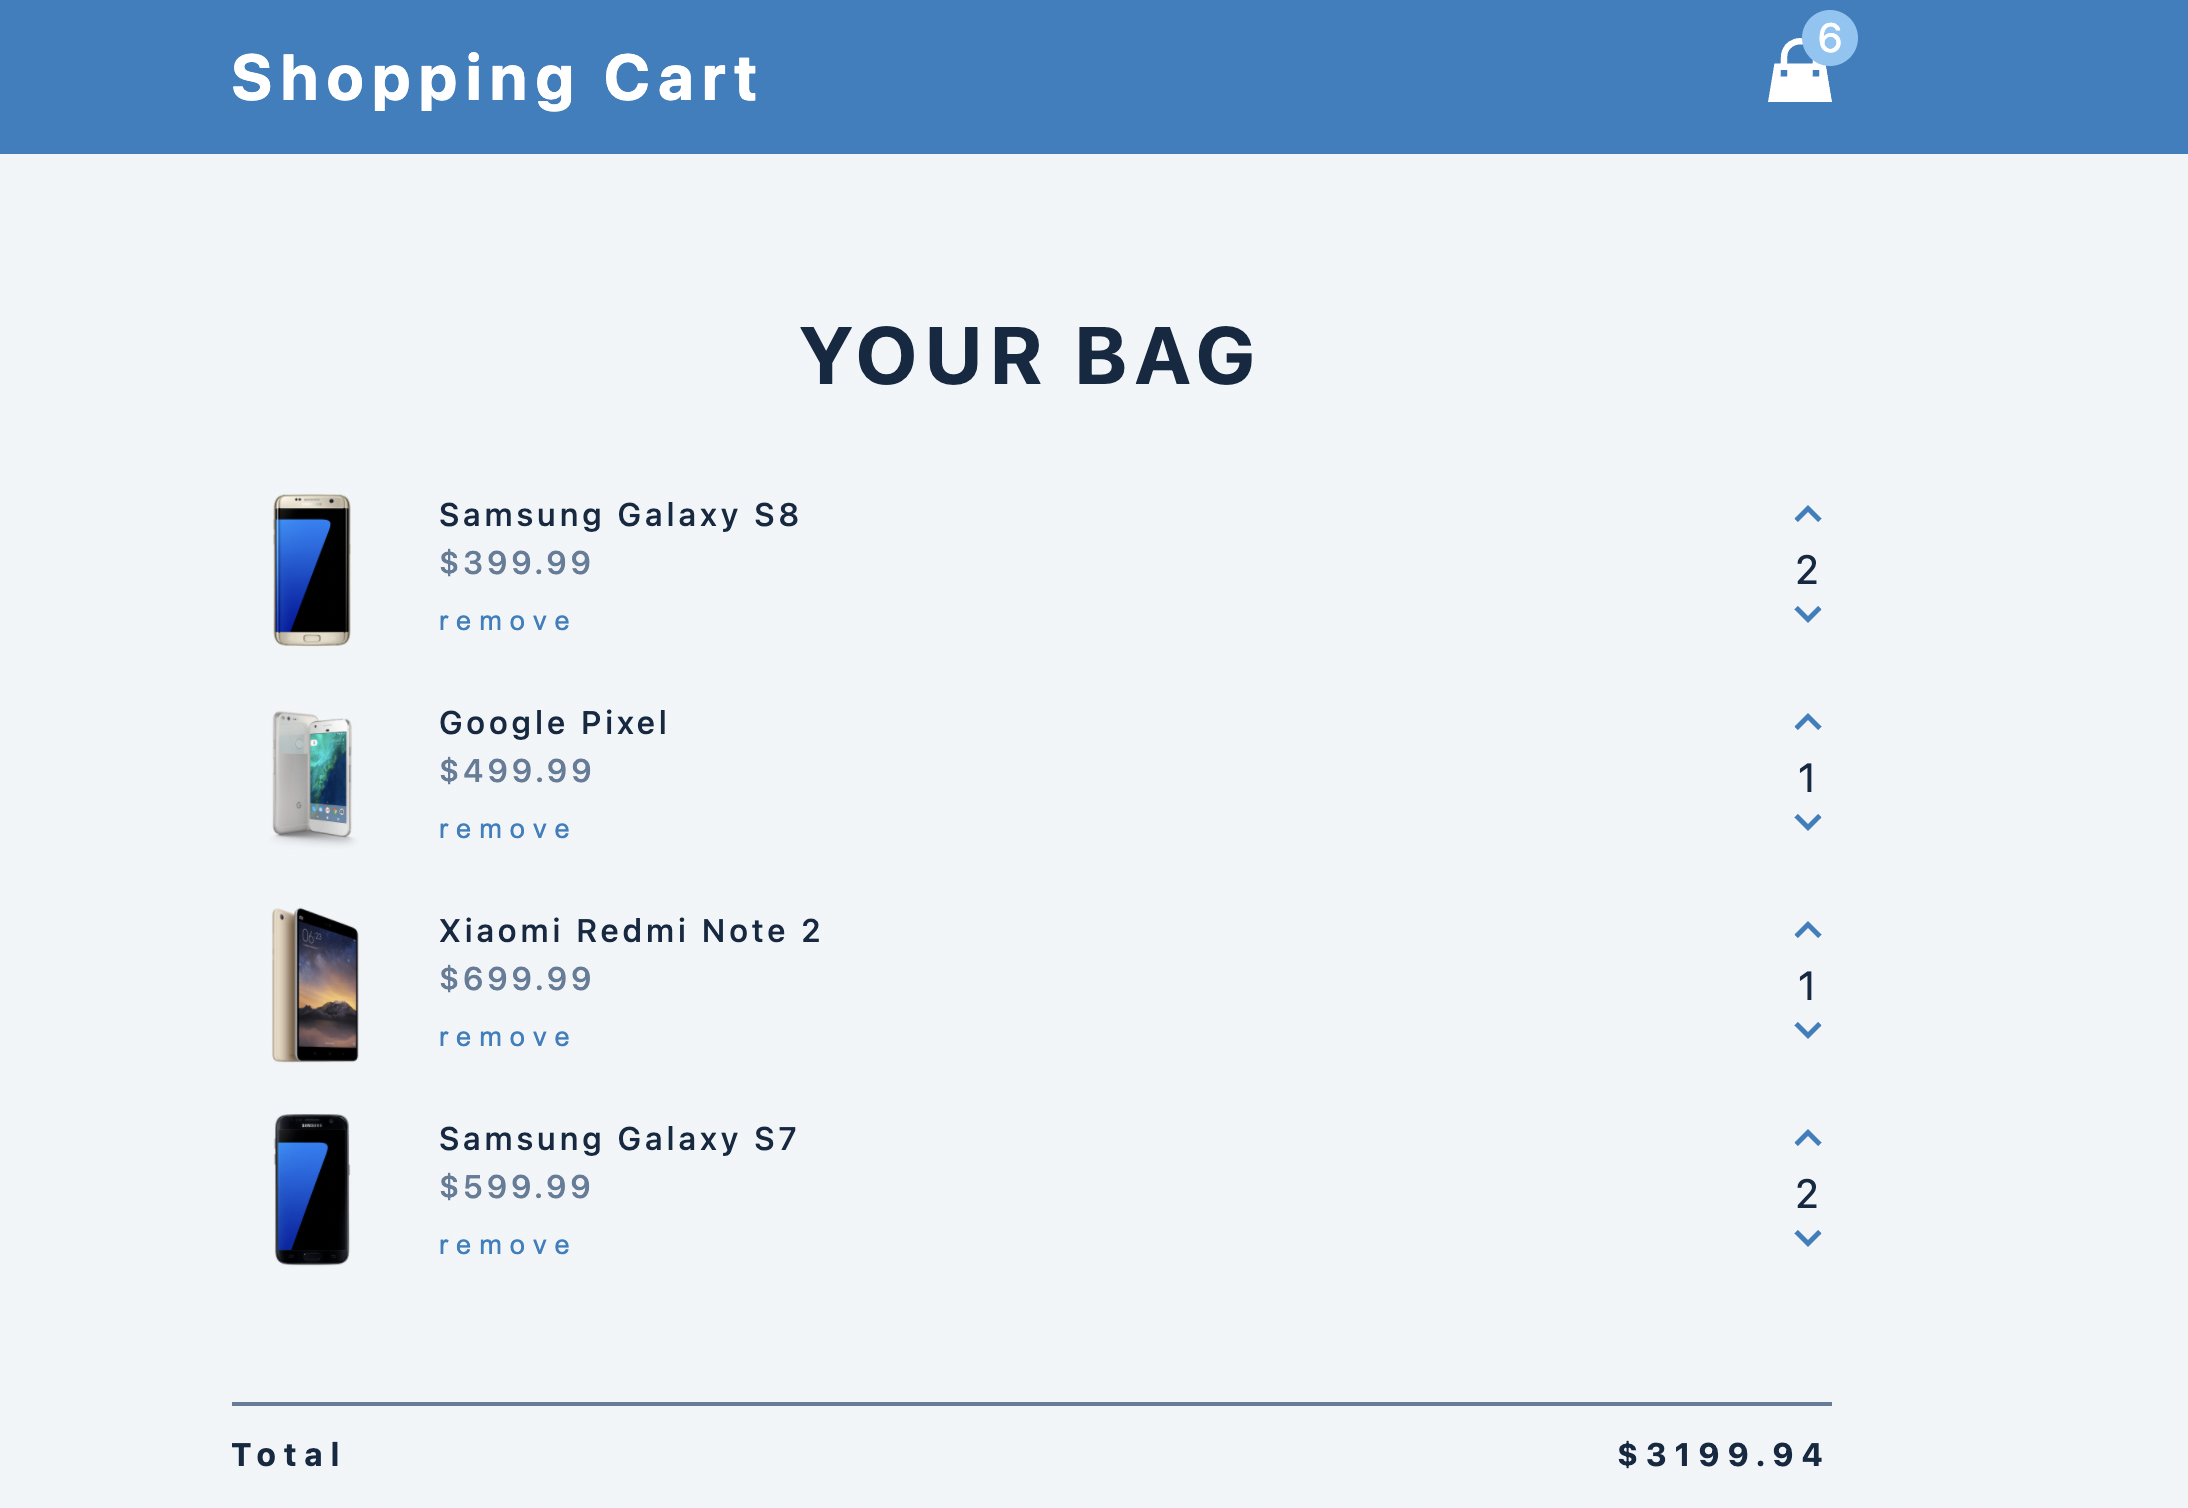 Shopping Cart
6
YOUR BAG
Samsung Galaxy S8
$399.99
remove
2
Google Pixel
$499.99
remove
1
Xiaomi Redmi Note 2
$699.99
remove
1
Samsung Galaxy S7
$599.99
remove
2
Total
$3199.94